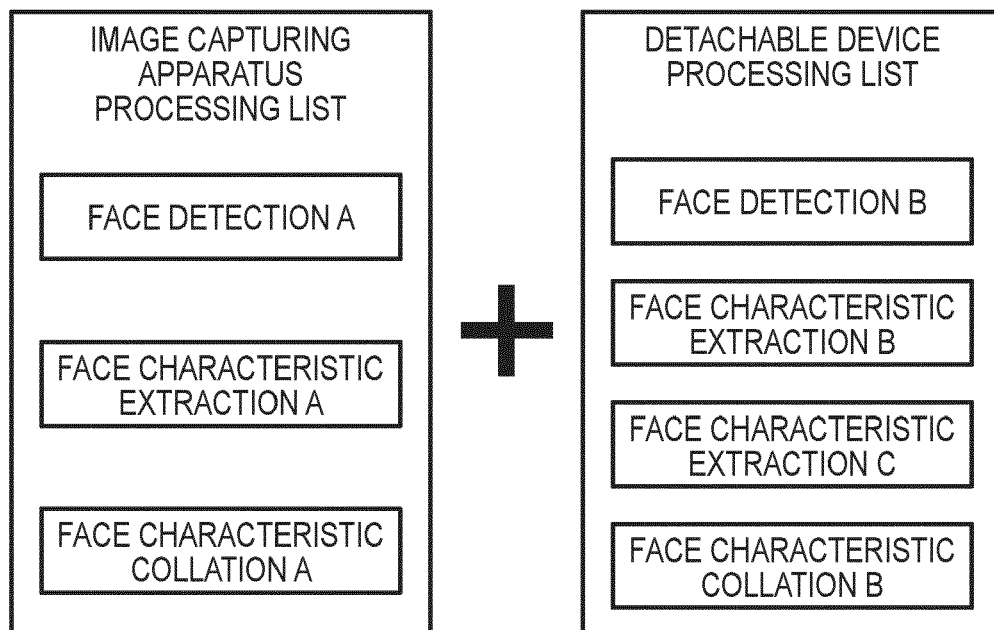 IMAGE CAPTURING
APPARATUS
PROCESSING LIST
FACE DETECTION A
FACE CHARACTERISTIC
EXTRACTION A
FACE CHARACTERISTIC
COLLATION A
+
DETACHABLE DEVICE
PROCESSING LIST
FACE DETECTION B
FACE CHARACTERISTIC
EXTRACTION B
FACE CHARACTERISTIC
EXTRACTION C
FACE CHARACTERISTIC
COLLATION B